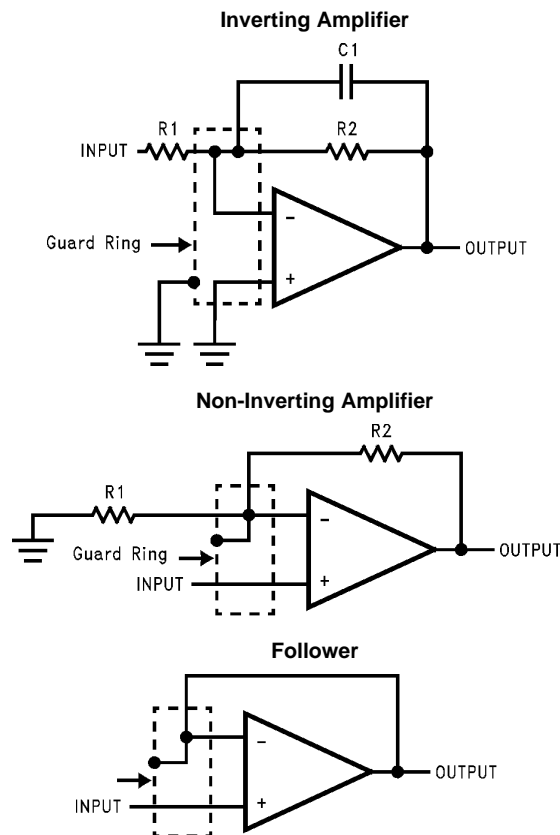 Inverting Amplifier
C1
R1
R2
INPUT
-
Guard Ring
OUTPUT
+
Non-Inverting Amplifier
R2
R1
-
Guard Ring
OUTPUT
INPUT
+
Follower
-
OUTPUT
INPUT
+